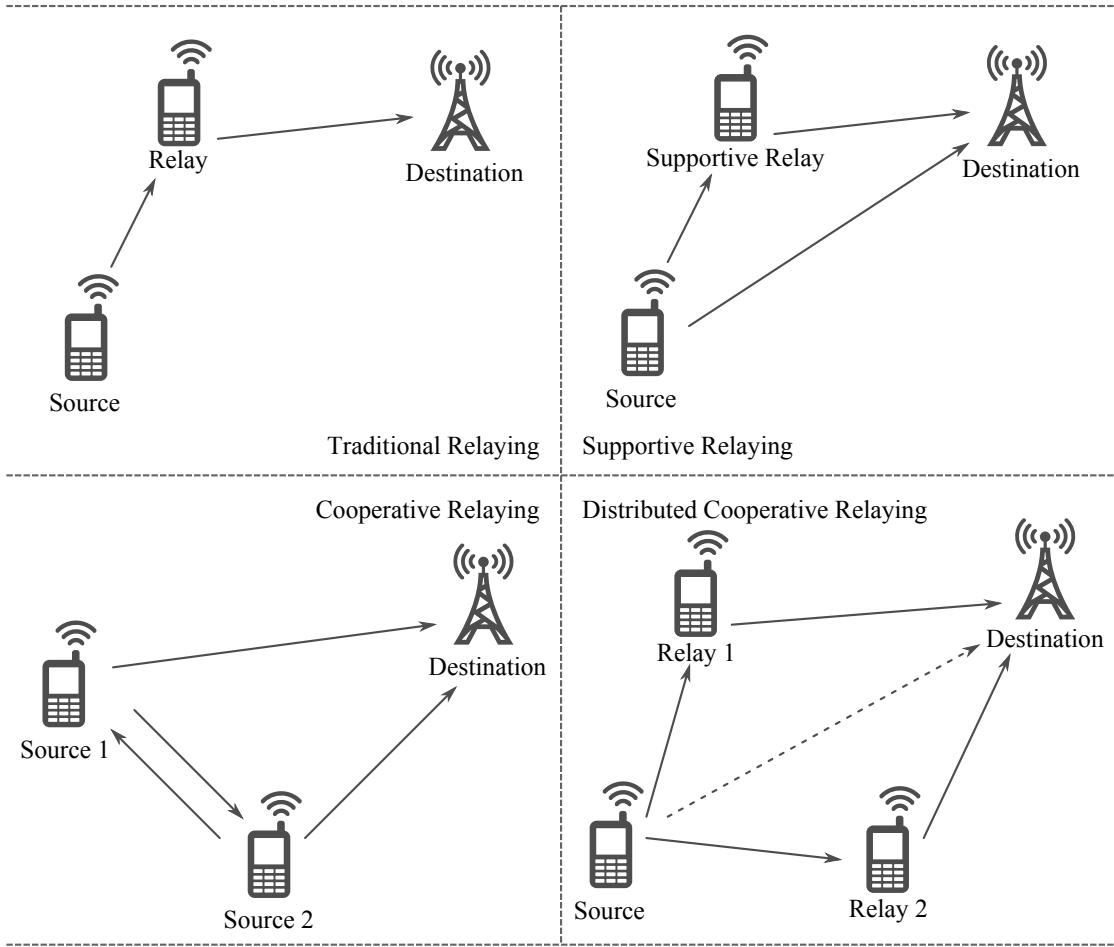 Relay
Destination
Source
Traditional Relaying
Supportive Relay
Destination
Source
Supportive Relaying
Cooperative Relaying
Destination
Source 1
Source 2
Distributed Cooperative Relaying
Relay 1
Destination
Source
Relay 2